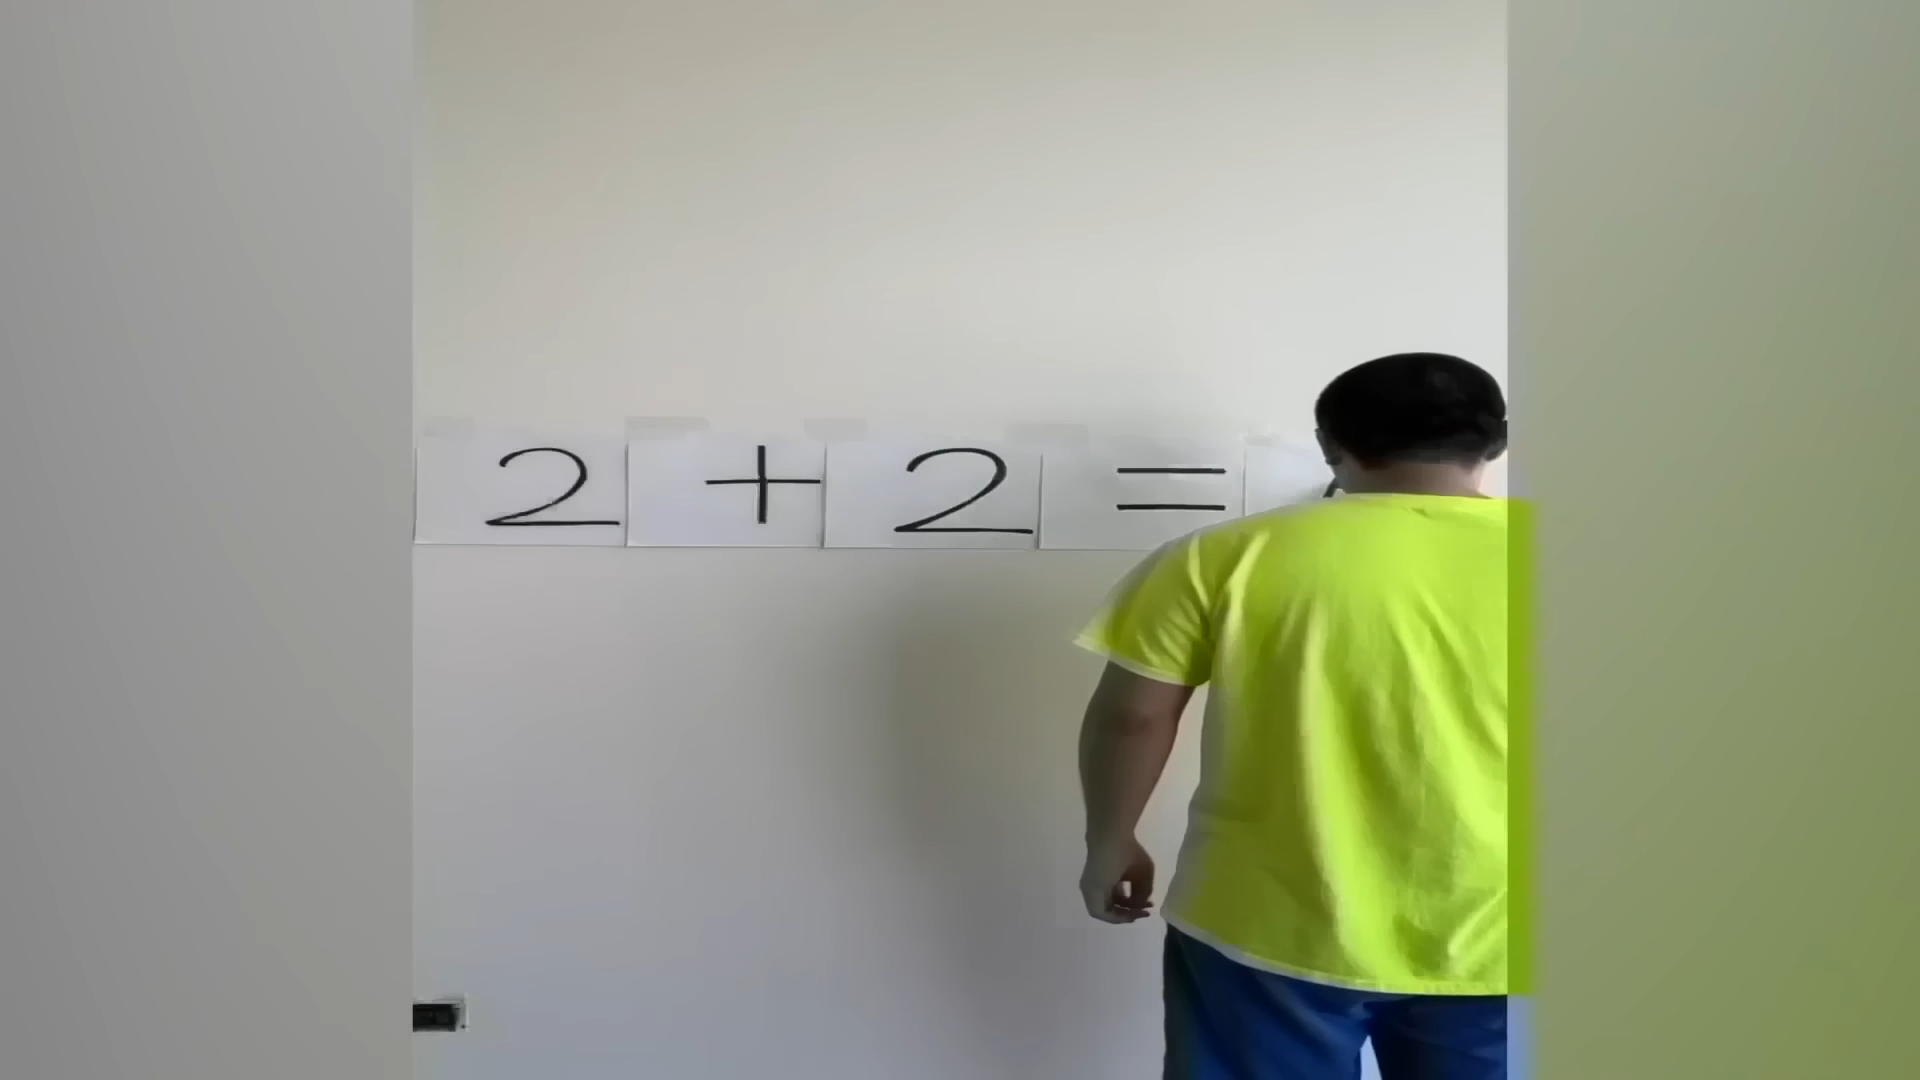 2 + 2 =